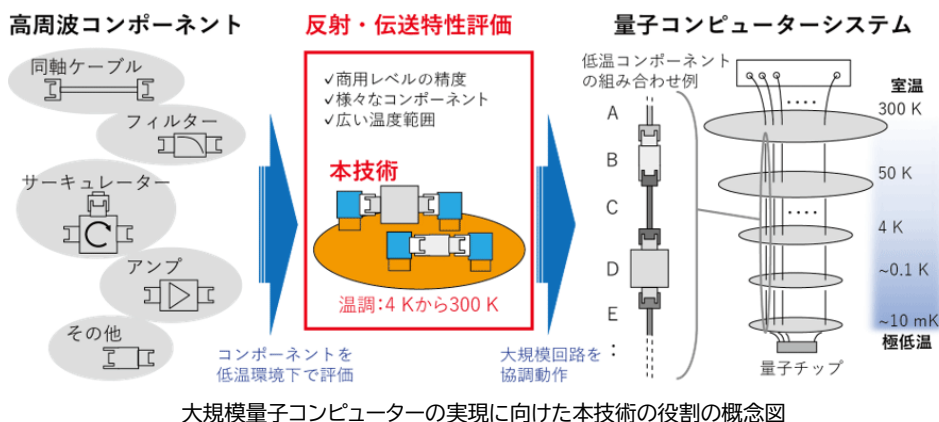 高周波コンポーネント
同軸ケーブル
フィルター
サーキュレーター
アンプ
その他
反射・伝送特性評価
✓商用レベルの精度
✓様々なコンポーネント
✓広い温度範囲
本技術
温調：4 Kから300 K
コンポーネントを
低温環境下で評価
大規模回路を
協調動作
量子コンピューターシステム
低温コンポーネント
の組み合わせ例
A
B
C
D
E
：
室温
300 K
50 K
4 K
~0.1 K
~10 mK
極低温
量子チップ
大規模量子コンピューターの実現に向けた本技術の役割の概念図